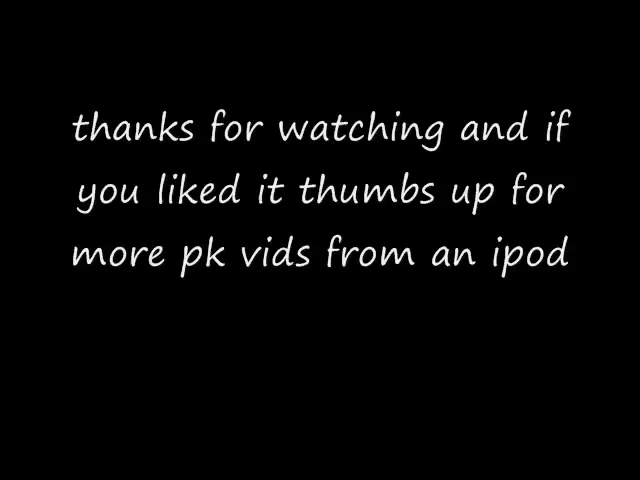 thanks for watching and if
you liked it thumbs up for
more pk vids from an ipod